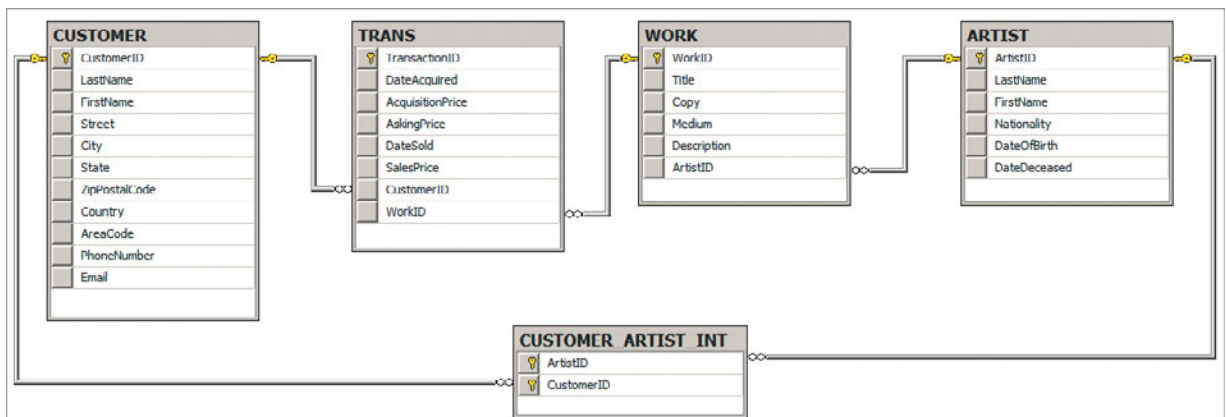 CUSTOMER
CustomerID
LastName
FirstName
Street
City
State
ZipPostalCode
Country
AreaCode
PhoneNumber
Email
TRANS
TransactionID
DateAcquired
AcquisitionPrice
AskingPrice
DateSold
SalesPrice
CustomerID
WorkID
WORK
WorkID
Title
Copy
Medium
Description
ArtistID
ARTIST
ArtistID
LastName
FirstName
Nationality
DateOfBirth
DateDeceased
CUSTOMER_ARTIST_INT
ArtistID
CustomerID